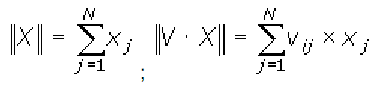 ‖X‖ = ∑_{j=1}^{N} x_j ; ‖V · X‖ = ∑_{j=1}^{N} v_{ij} × x_j